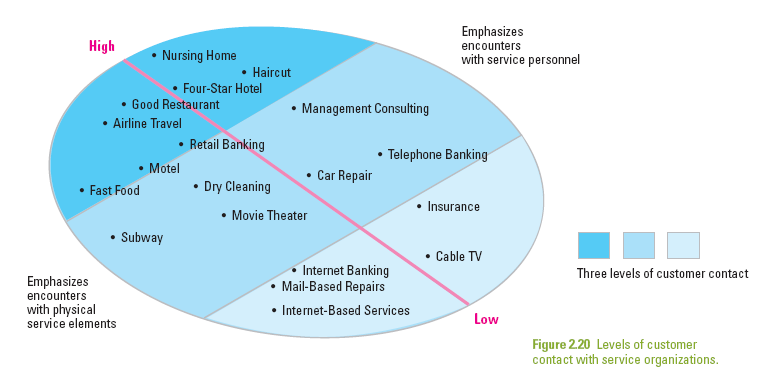 Emphasizes
encounters
with service personnel
High
• Nursing Home
• Haircut
• Four-Star Hotel
• Good Restaurant
• Management Consulting
• Airline Travel
• Retail Banking
• Telephone Banking
• Motel
• Car Repair
• Fast Food
• Dry Cleaning
• Insurance
• Movie Theater
• Subway
• Cable TV
• Internet Banking
• Mail-Based Repairs
• Internet-Based Services
Three levels of customer contact
Emphasizes
encounters
with physical
service elements
Low
Figure 2.20 Levels of customer
contact with service organizations.